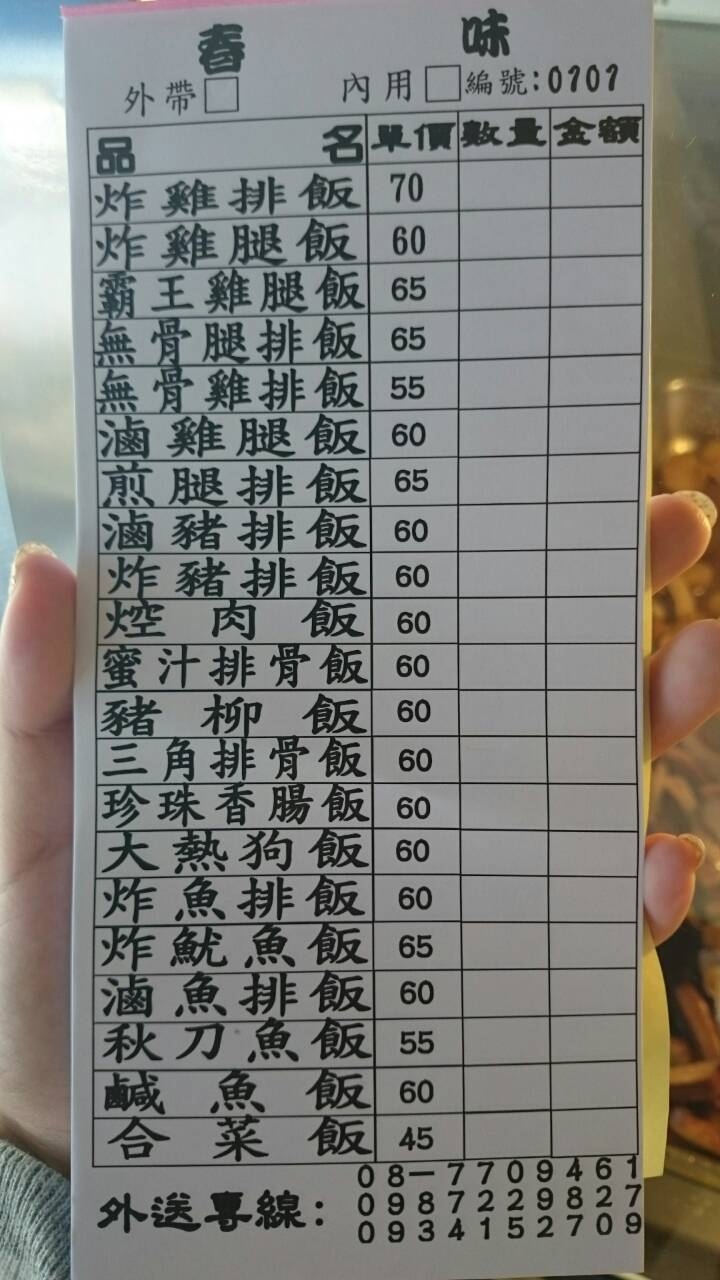 春 味
外帶□ 內用□ 編號:0101
品名 單價 數量 金額
炸雞排飯 70
炸雞腿飯 60
霸王雞腿飯 65
無骨腿排飯 65
無骨雞排飯 55
滷雞腿飯 60
煎腿排飯 65
滷豬排飯 60
炸豬排飯 60
焢肉飯 60
蜜汁排骨飯 60
豬柳飯 60
三角排骨飯 60
珍珠香腸飯 60
大熱狗飯 60
炸魚排飯 60
炸魷魚飯 65
滷魚排飯 60
秋刀魚飯 55
鹹魚飯 60
合菜飯 45
08-7709461
外送專線: 0987229827
0934152709